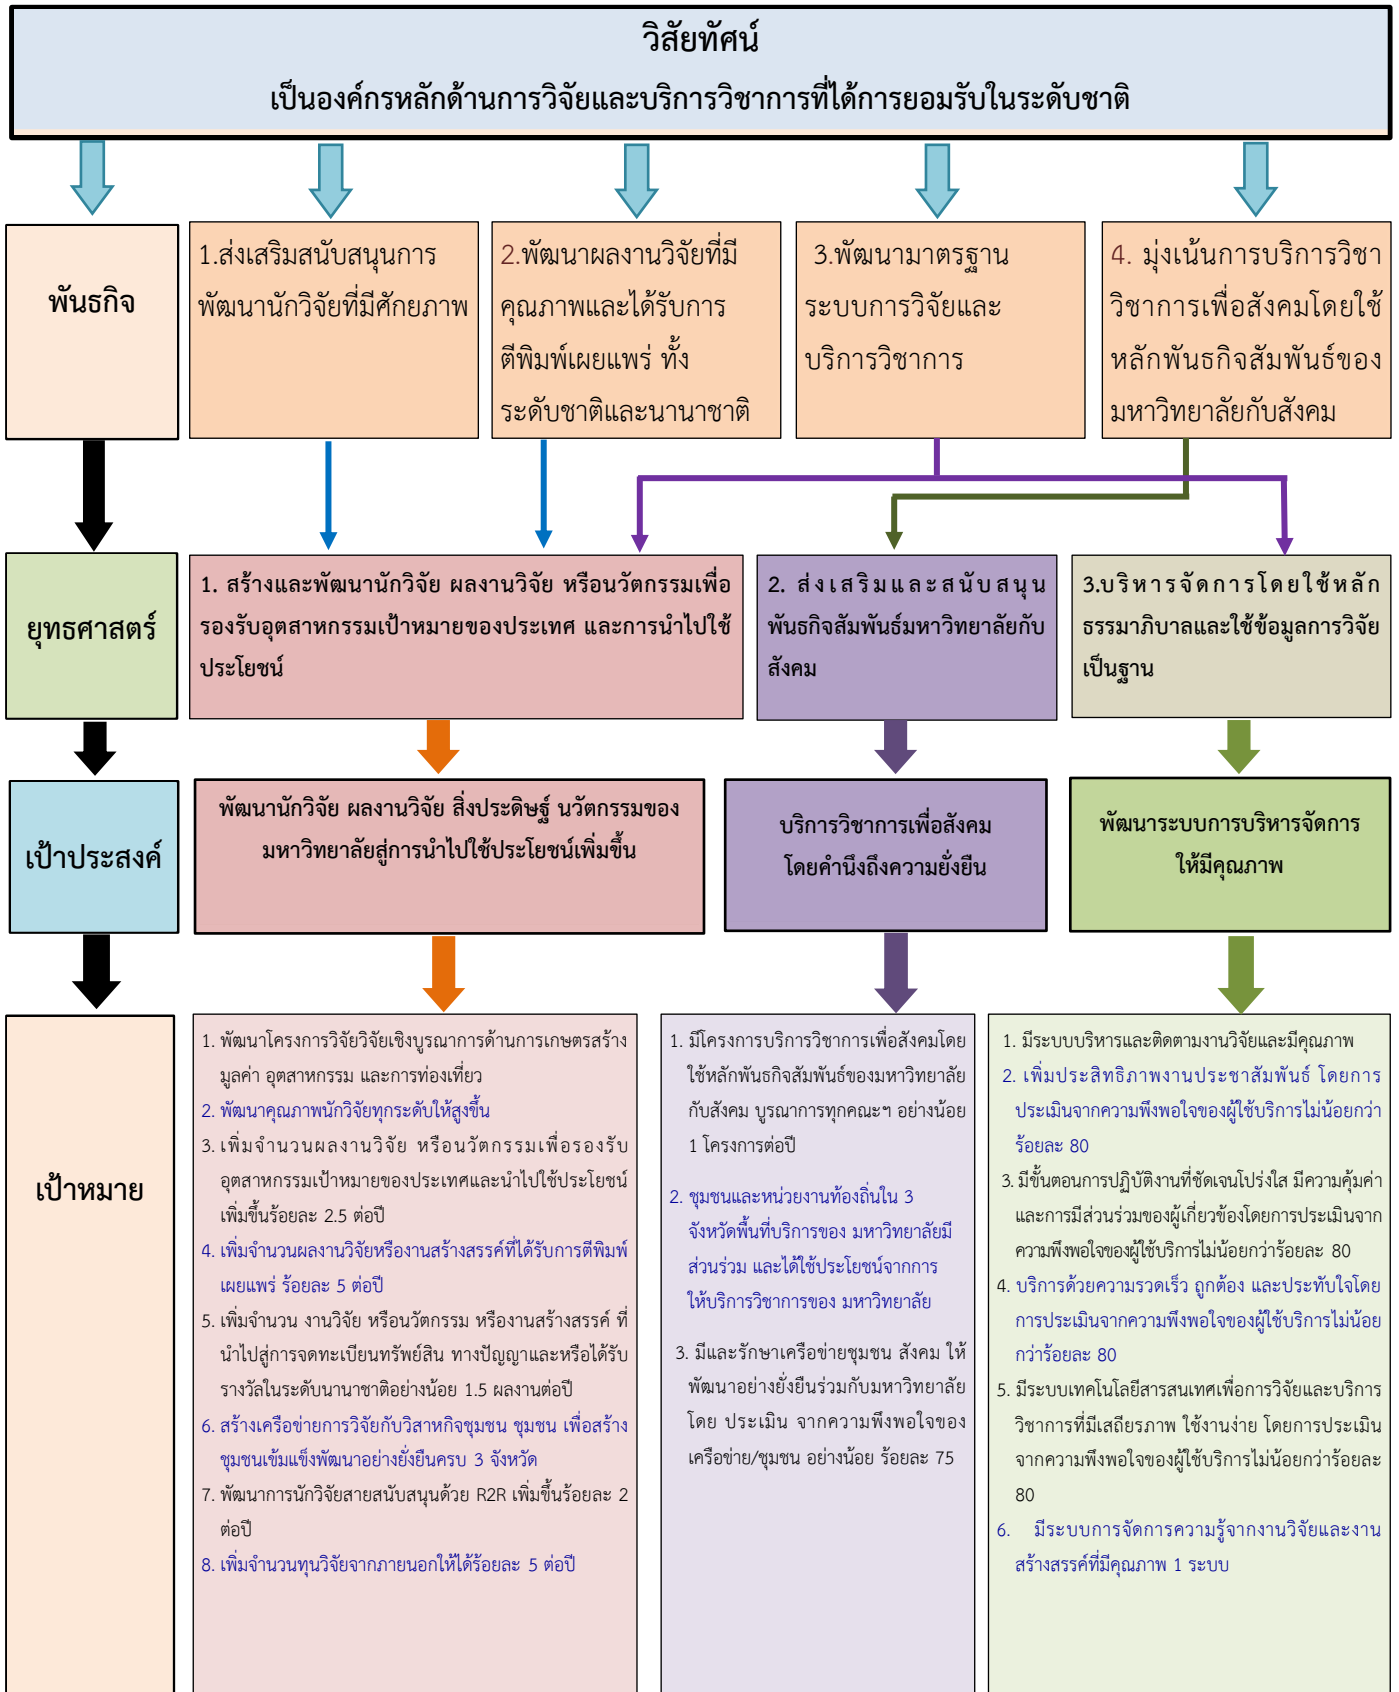 วิสัยทัศน์
เป็นองค์กรหลักด้านการวิจัยและบริการวิชาการที่ได้การยอมรับในระดับชาติ
พันธกิจ
1.ส่งเสริมสนับสนุนการ
พัฒนานักวิจัยที่มีศักยภาพ
2.พัฒนาผลงานวิจัยที่มี
คุณภาพและได้รับการ
ตีพิมพ์เผยแพร่ ทั้ง
ระดับชาติและนานาชาติ
3.พัฒนามาตรฐาน
ระบบการวิจัยและ
บริการวิชาการ
4. มุ่งเน้นการบริการวิชา
วิชาการเพื่อสังคมโดยใช้
หลักพันธกิจสัมพันธ์ของ
มหาวิทยาลัยกับสังคม
ยุทธศาสตร์
1. สร้างและพัฒนานักวิจัย ผลงานวิจัย หรือนวัตกรรมเพื่อ
รองรับอุตสาหกรรมเป้าหมายของประเทศ และการนำไปใช้
ประโยชน์
2. ส่งเสริมและสนับสนุน
พันธกิจสัมพันธ์มหาวิทยาลัยกับ
สังคม
3.บริหารจัดการโดยใช้หลัก
ธรรมาภิบาลและใช้ข้อมูลการวิจัย
เป็นฐาน
เป้าประสงค์
พัฒนานักวิจัย ผลงานวิจัย สิ่งประดิษฐ์ นวัตกรรมของ
มหาวิทยาลัยสู่การนำไปใช้ประโยชน์เพิ่มขึ้น
บริการวิชาการเพื่อสังคม
โดยคำนึงถึงความยั่งยืน
พัฒนาระบบการบริหารจัดการ
ให้มีคุณภาพ
เป้าหมาย
1. พัฒนาโครงการวิจัยวิจัยเชิงบูรณาการด้านการเกษตรสร้าง
มูลค่า อุตสาหกรรม และการท่องเที่ยว
2. พัฒนาคุณภาพนักวิจัยทุกระดับให้สูงขึ้น
3. เพิ่มจำนวนผลงานวิจัย หรือนวัตกรรมเพื่อรองรับ
อุตสาหกรรมเป้าหมายของประเทศและนำไปใช้ประโยชน์
เพิ่มขึ้นร้อยละ 2.5 ต่อปี
4. เพิ่มจำนวนผลงานวิจัยหรืองานสร้างสรรค์ที่ได้รับการตีพิมพ์
เผยแพร่ ร้อยละ 5 ต่อปี
5. เพิ่มจำนวน งานวิจัย หรือนวัตกรรม หรืองานสร้างสรรค์ ที่
นำไปสู่การจดทะเบียนทรัพย์สิน ทางปัญญาและหรือได้รับ
รางวัลในระดับนานาชาติอย่างน้อย 1.5 ผลงานต่อปี
6. สร้างเครือข่ายการวิจัยกับวิสาหกิจชุมชน ชุมชน เพื่อสร้าง
ชุมชนเข้มแข็งพัฒนาอย่างยั่งยืนครบ 3 จังหวัด
7. พัฒนาการนักวิจัยสายสนับสนุนด้วย R2R เพิ่มขึ้นร้อยละ 2
ต่อปี
8. เพิ่มจำนวนทุนวิจัยจากภายนอกให้ได้ร้อยละ 5 ต่อปี
1. มีโครงการบริการวิชาการเพื่อสังคมโดย
ใช้หลักพันธกิจสัมพันธ์ของมหาวิทยาลัย
กับสังคม บูรณาการทุกคณะฯ อย่างน้อย
1 โครงการต่อปี
2. ชุมชนและหน่วยงานท้องถิ่นใน 3
จังหวัดพื้นที่บริการของ มหาวิทยาลัยมี
ส่วนร่วม และได้ใช้ประโยชน์จากการ
ให้บริการวิชาการของ มหาวิทยาลัย
3. มีและรักษาเครือข่ายชุมชน สังคม ให้
พัฒนาอย่างยั่งยืนร่วมกับมหาวิทยาลัย
โดย ประเมิน จากความพึงพอใจของ
เครือข่าย/ชุมชน อย่างน้อย ร้อยละ 75
1. มีระบบบริหารและติดตามงานวิจัยและมีคุณภาพ
2. เพิ่มประสิทธิภาพงานประชาสัมพันธ์ โดยการ
ประเมินจากความพึงพอใจของผู้ใช้บริการไม่น้อยกว่า
ร้อยละ 80
3. มีขั้นตอนการปฏิบัติงานที่ชัดเจนโปร่งใส มีความคุ้มค่า
และการมีส่วนร่วมของผู้เกี่ยวข้องโดยการประเมินจาก
ความพึงพอใจของผู้ใช้บริการไม่น้อยกว่าร้อยละ 80
4. บริการด้วยความรวดเร็ว ถูกต้อง และประทับใจโดย
การประเมินจากความพึงพอใจของผู้ใช้บริการไม่น้อย
กว่าร้อยละ 80
5. มีระบบเทคโนโลยีสารสนเทศเพื่อการวิจัยและบริการ
วิชาการที่มีเสถียรภาพ ใช้งานง่าย โดยการประเมิน
จากความพึงพอใจของผู้ใช้บริการไม่น้อยกว่าร้อยละ
80
6. มีระบบการจัดการความรู้จากงานวิจัยและงาน
สร้างสรรค์ที่มีคุณภาพ 1 ระบบ